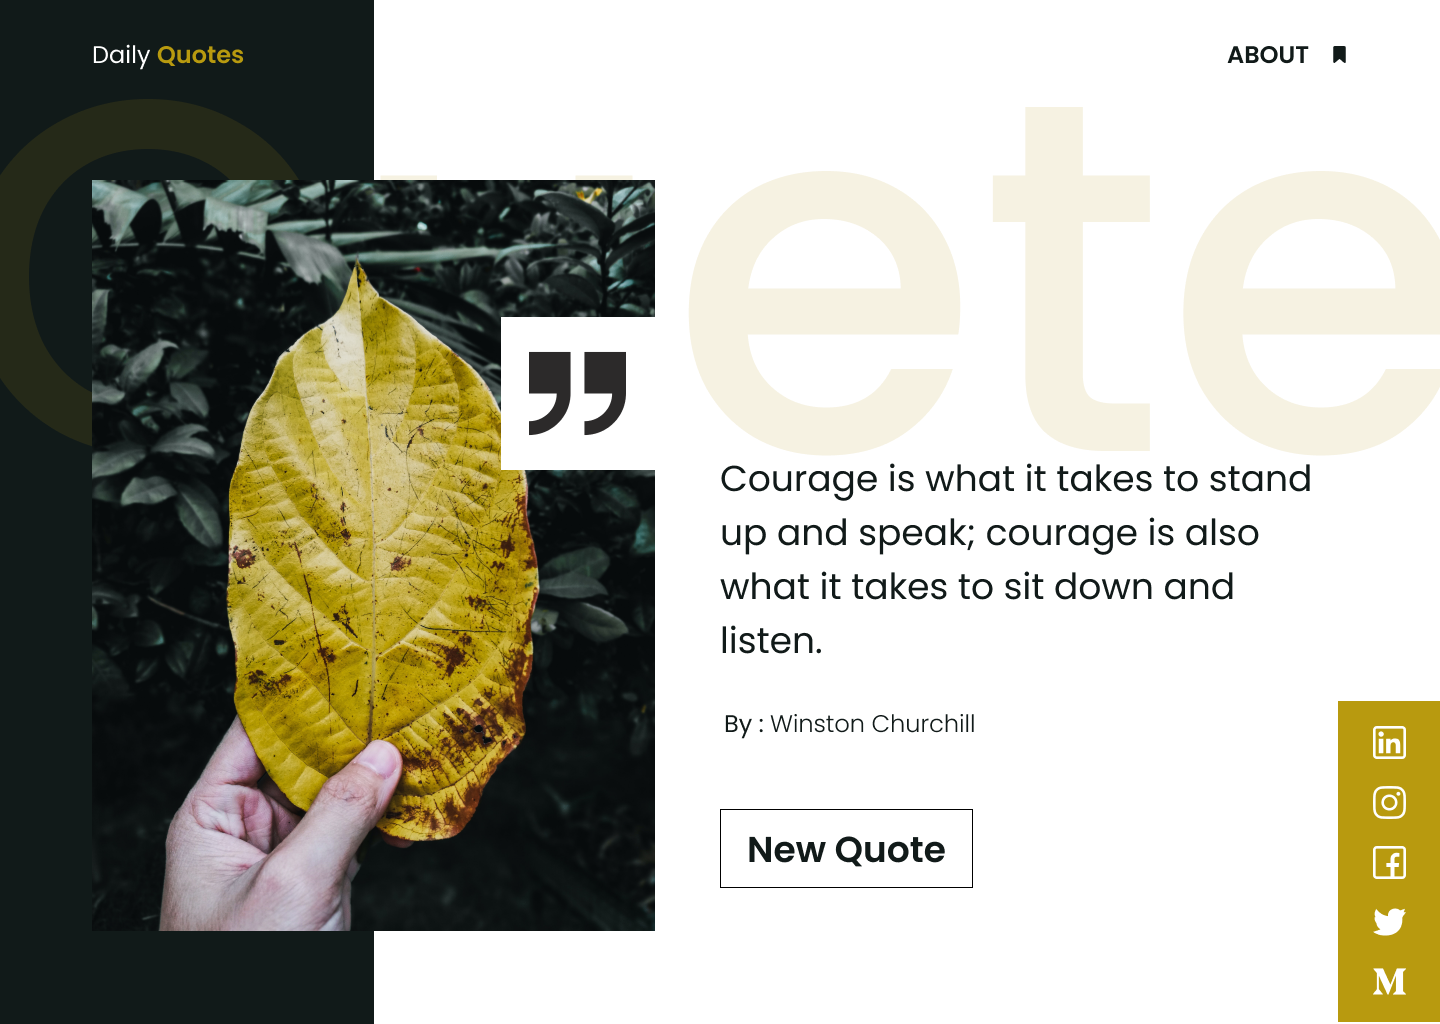 Daily Quotes
ABOUT
ete
Courage is what it takes to stand
up and speak; courage is also
what it takes to sit down and
listen.
By : Winston Churchill
New Quote